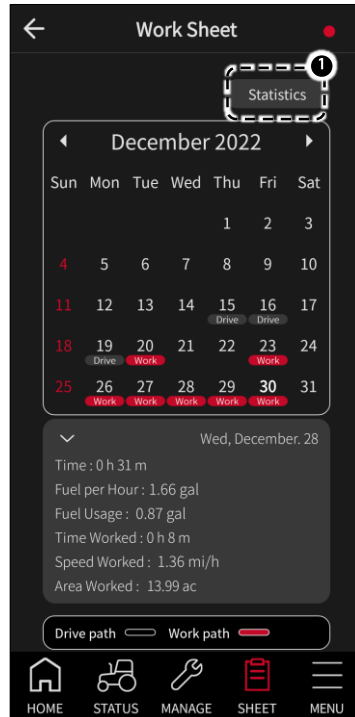 Work Sheet
1
Statistics
December 2022
Sun Mon Tue Wed Thu Fri Sat
1 2 3
4 5 6 7 8 9 10
11 12 13 14 15 16 17
Drive Drive
18 19 20 21 22 23 24
Drive Work Work
25 26 27 28 29 30 31
Work Work Work Work Work
Wed, December. 28
Time : 0 h 31 m
Fuel per Hour : 1.66 gal
Fuel Usage : 0.87 gal
Time Worked : 0 h 8 m
Speed Worked : 1.36 mi/h
Area Worked : 13.99 ac
Drive path Work path
HOME STATUS MANAGE SHEET MENU